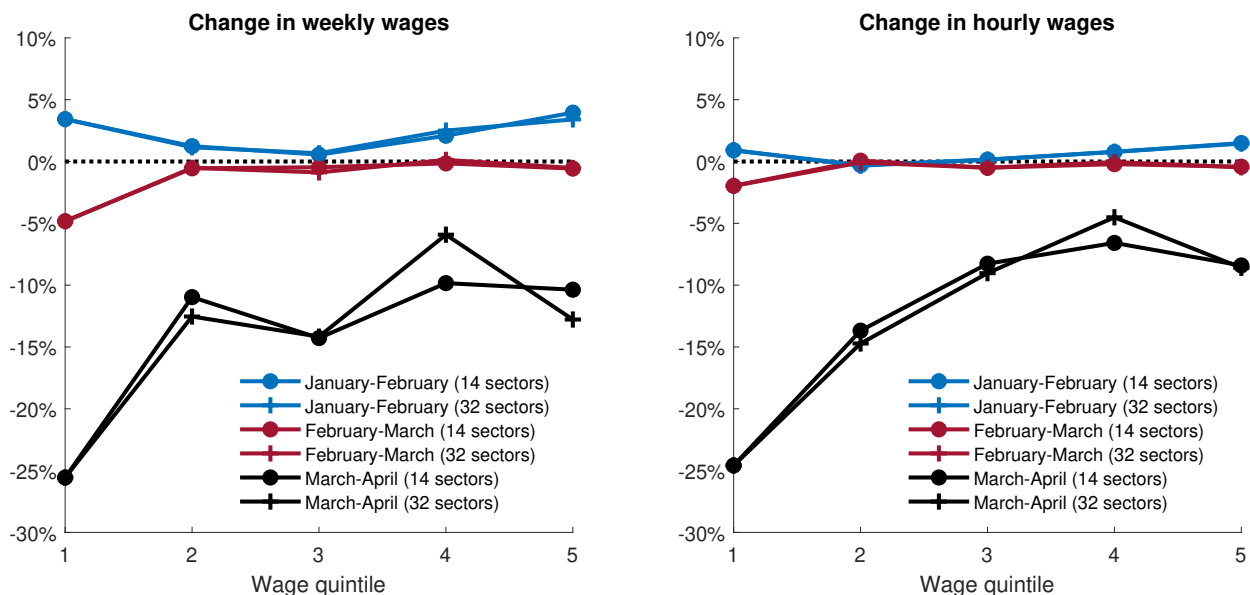 Change in weekly wages
10%
5%
0%
-5%
-10%
-15%
-20%
-25%
-30%
January-February (14 sectors)
January-February (32 sectors)
February-March (14 sectors)
February-March (32 sectors)
March-April (14 sectors)
March-April (32 sectors)
1 2 3 4 5
Wage quintile
Change in hourly wages
10%
5%
0%
-5%
-10%
-15%
-20%
-25%
-30%
January-February (14 sectors)
January-February (32 sectors)
February-March (14 sectors)
February-March (32 sectors)
March-April (14 sectors)
March-April (32 sectors)
1 2 3 4 5
Wage quintile